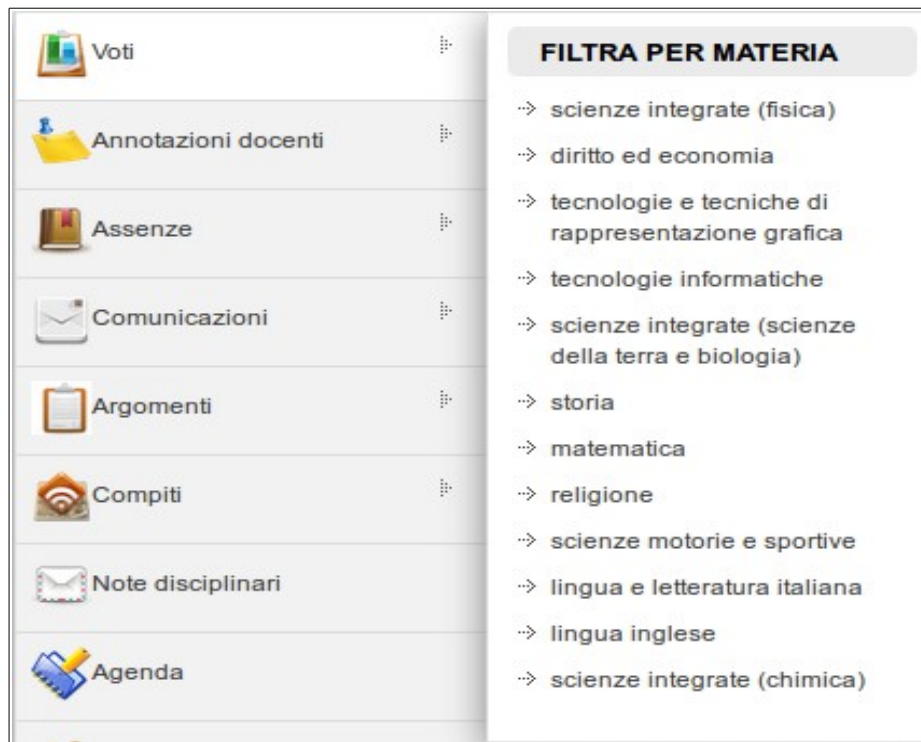 Voti
Annotazioni docenti
Assenze
Comunicazioni
Argomenti
Compiti
Note disciplinari
Agenda
FILTRA PER MATERIA
scienze integrate (fisica)
diritto ed economia
tecnologie e tecniche di
rappresentazione grafica
tecnologie informatiche
scienze integrate (scienze
della terra e biologia)
storia
matematica
religione
scienze motorie e sportive
lingua e letteratura italiana
lingua inglese
scienze integrate (chimica)